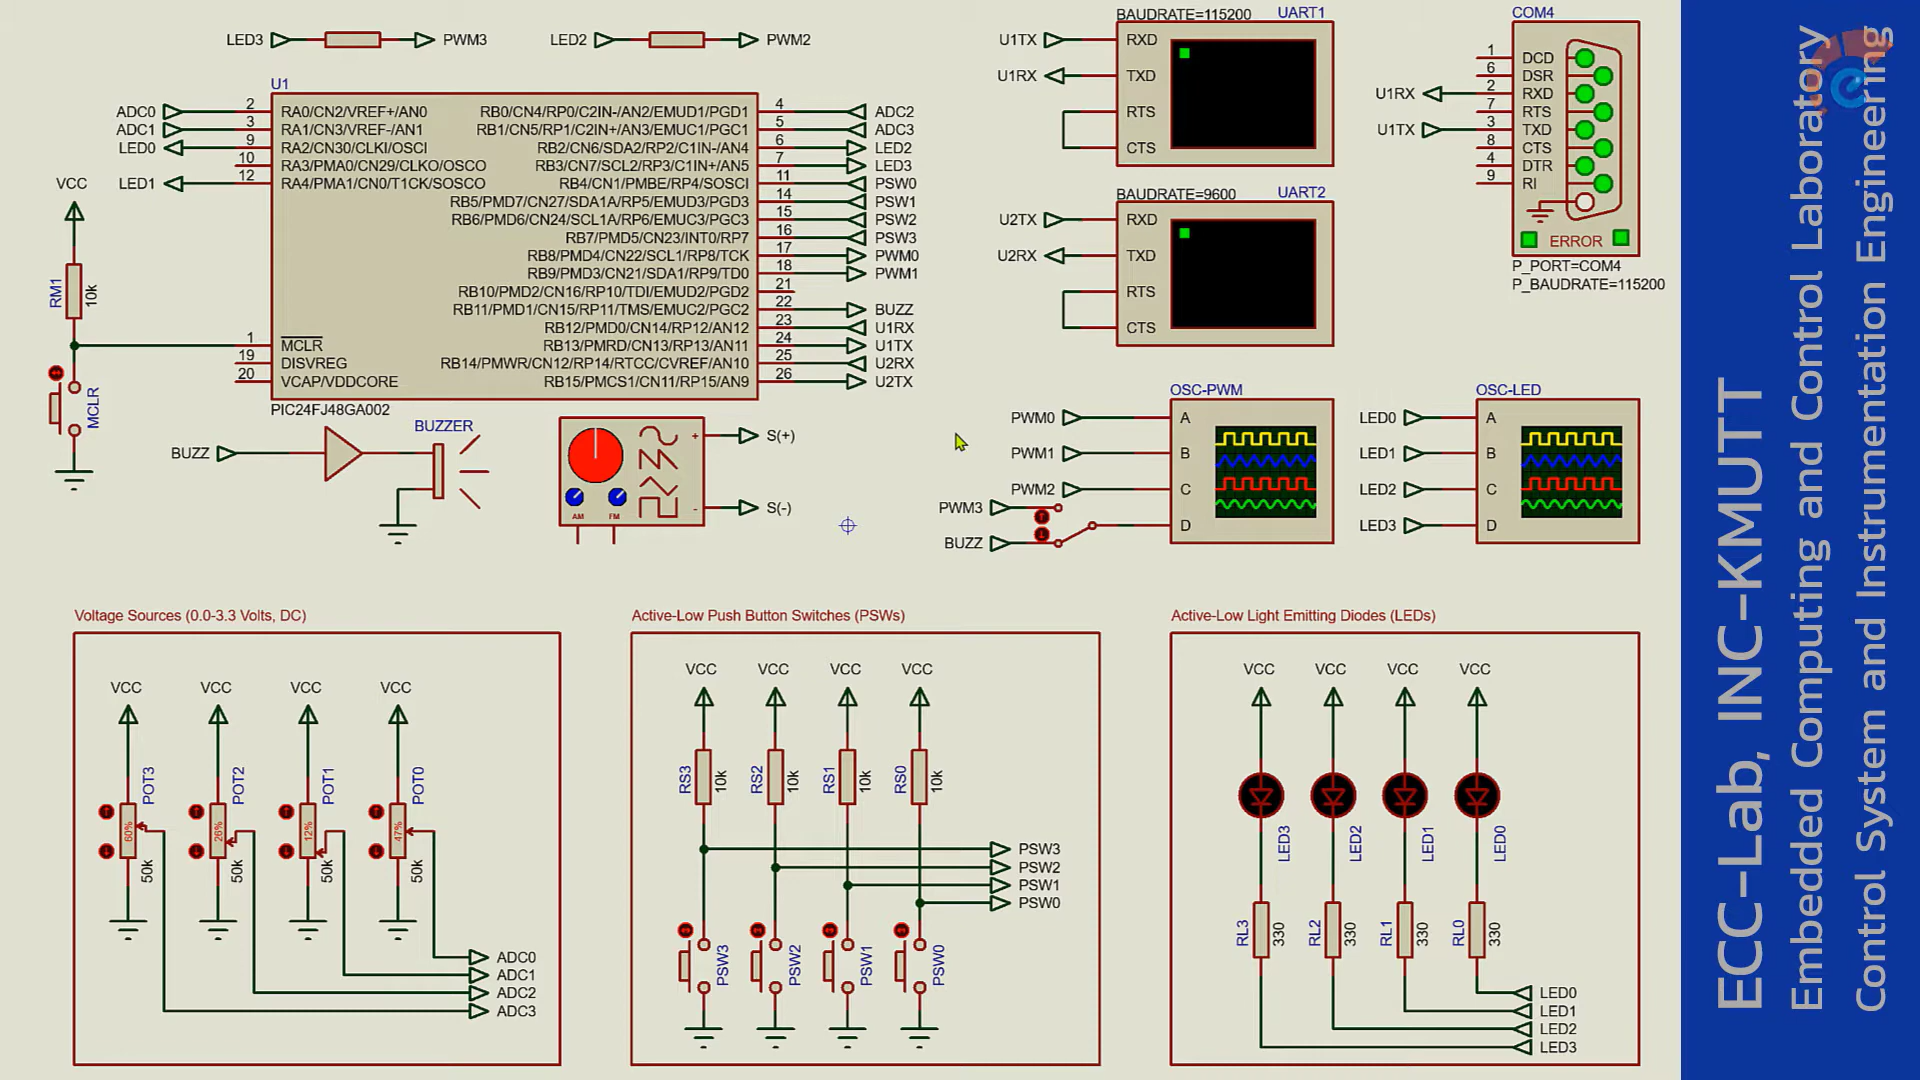 LED3
PWM3
LED2
PWM2
BAUDRATE=115200
UART1
U1TX
RXD
U1RX
TXD
RTS
CTS
COM4
1
DCD
6
DSR
U1RX
2
RXD
7
RTS
U1TX
3
TXD
8
CTS
4
DTR
9
RI
ERROR
P_PORT=COM4
P_BAUDRATE=115200
U1
ADC0
2
RA0/CN2/VREF+/AN0
ADC1
3
RA1/CN3/VREF-/AN1
LED0
9
RA2/CN30/CLKI/OSCI
10
RA3/PMA0/CN29/CLKO/OSCO
LED1
12
RA4/PMA1/CN0/T1CK/SOSCO
1
MCLR
19
DISVREG
20
VCAP/VDDCORE
RB0/CN4/RP0/C2IN-/AN2/EMUD1/PGD1
4
ADC2
RB1/CN5/RP1/C2IN+/AN3/EMUC1/PGC1
5
ADC3
RB2/CN6/SDA2/RP2/C1IN-/AN4
6
LED2
RB3/CN7/SCL2/RP3/C1IN+/AN5
7
LED3
RB4/CN1/PMBE/RP4/SOSCI
11
PSW0
RB5/PMD7/CN27/SDA1A/RP5/EMUD3/PGD3
14
PSW1
RB6/PMD6/CN24/SCL1A/RP6/EMUC3/PGC3
15
PSW2
RB7/PMD5/CN23/INT0/RP7
16
PSW3
RB8/PMD4/CN22/SCL1/RP8/TCK
17
PWM0
RB9/PMD3/CN21/SDA1/RP9/TD0
18
PWM1
RB10/PMD2/CN16/RP10/TDI/EMUD2/PGD2
21
RB11/PMD1/CN15/RP11/TMS/EMUC2/PGC2
22
BUZZ
RB12/PMD0/CN14/RP12/AN12
23
U1RX
RB13/PMRD/CN13/RP13/AN11
24
U1TX
RB14/PMWR/CN12/RP14/RTCC/CVREF/AN10
25
U2RX
RB15/PMCS1/CN11/RP15/AN9
26
U2TX
PIC24FJ48GA002
VCC
RM1
10k
MCLR
BUZZ
BUZZER
AM
FM
+
S(+)
-
S(-)
BAUDRATE=9600
UART2
U2TX
RXD
U2RX
TXD
RTS
CTS
OSC-PWM
PWM0
A
PWM1
B
PWM2
C
PWM3
BUZZ
D
OSC-LED
LED0
A
LED1
B
LED2
C
LED3
D
Voltage Sources (0.0-3.3 Volts, DC)
VCC
VCC
VCC
VCC
POT3
POT2
POT1
POT0
60%
26%
12%
47%
50k
50k
50k
50k
ADC0
ADC1
ADC2
ADC3
Active-Low Push Button Switches (PSWs)
VCC
VCC
VCC
VCC
RS3
10k
RS2
10k
RS1
10k
RS0
10k
PSW3
PSW2
PSW1
PSW0
PSW3
PSW2
PSW1
PSW0
Active-Low Light Emitting Diodes (LEDs)
VCC
VCC
VCC
VCC
LED3
LED2
LED1
LED0
RL3
330
RL2
330
RL1
330
RL0
330
LED0
LED1
LED2
LED3
ECC-Lab, INC-KMUTT
Embedded Computing and Control Laboratory
Control System and Instrumentation Engineering